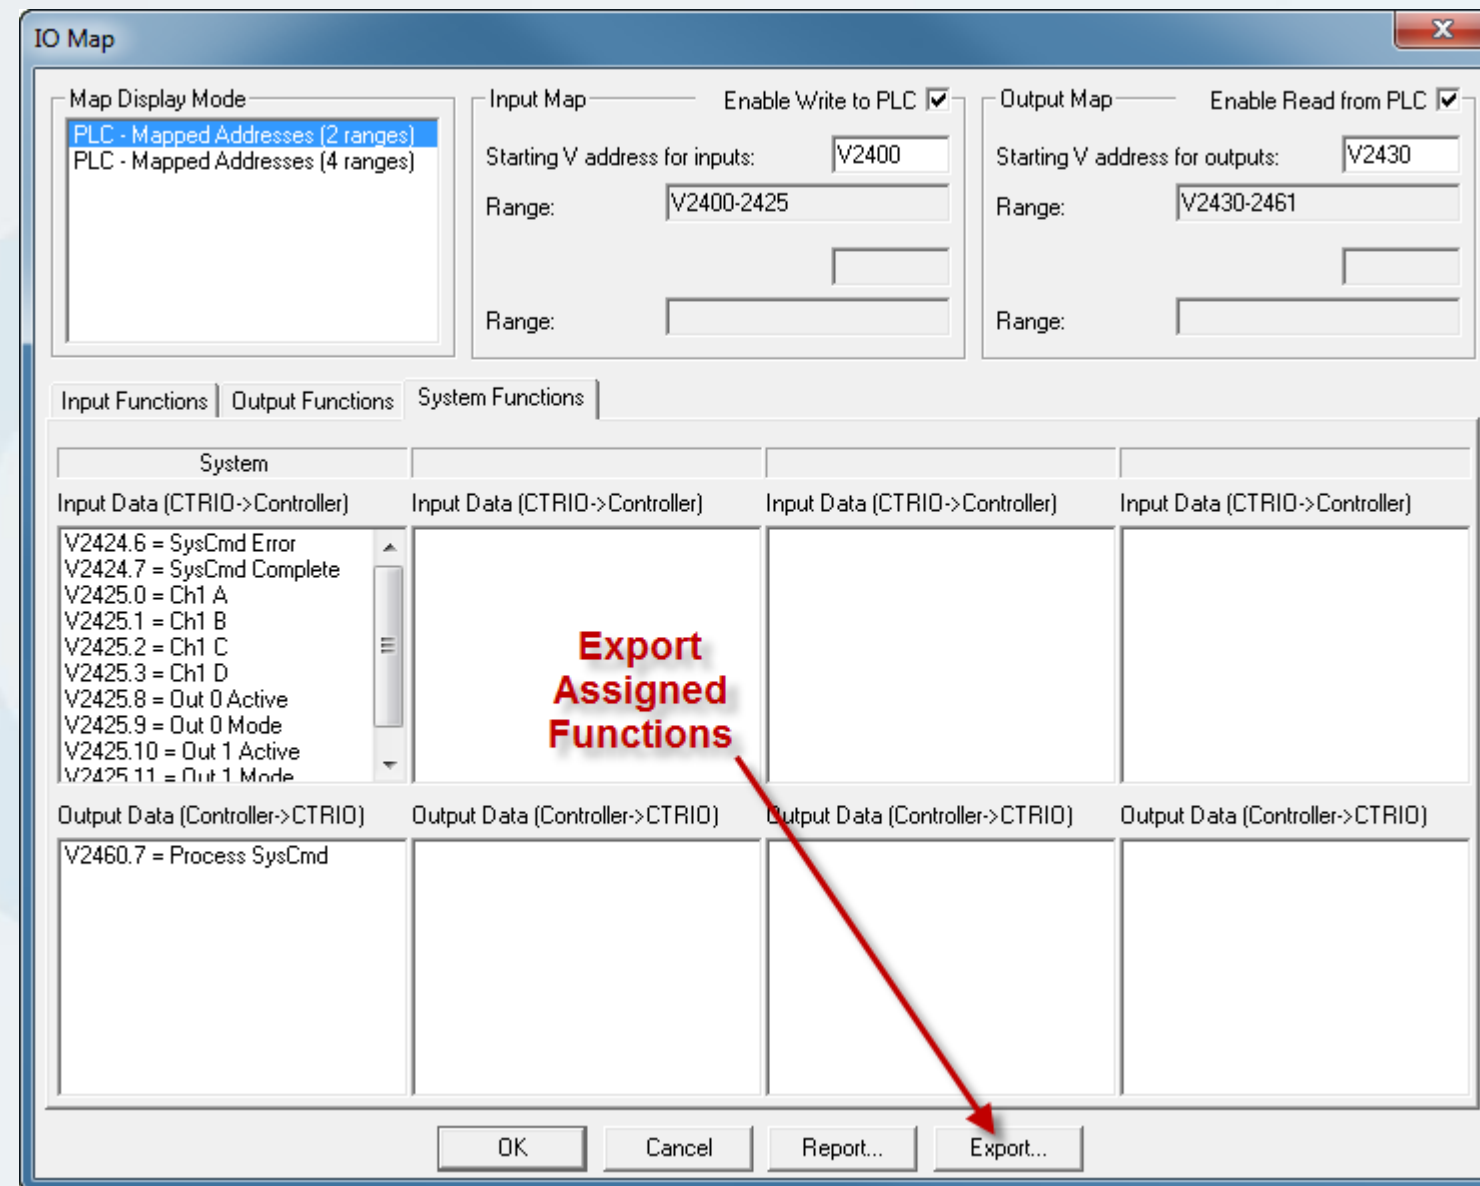 IO Map
Map Display Mode
PLC - Mapped Addresses (2 ranges)
PLC - Mapped Addresses (4 ranges)
Input Map
Enable Write to PLC
Starting V address for inputs:
V2400
Range:
V2400-2425
Range:
Output Map
Enable Read from PLC
Starting V address for outputs:
V2430
Range:
V2430-2461
Range:
Input Functions
Output Functions
System Functions
System
Input Data (CTRIO->Controller)
Input Data (CTRIO->Controller)
Input Data (CTRIO->Controller)
Input Data (CTRIO->Controller)
V2424.6 = SysCmd Error
V2424.7 = SysCmd Complete
V2425.0 = Ch1 A
V2425.1 = Ch1 B
V2425.2 = Ch1 C
V2425.3 = Ch1 D
V2425.8 = Out 0 Active
V2425.9 = Out 0 Mode
V2425.10 = Out 1 Active
V2425.11 = Out 1 Mode
Export
Assigned
Functions
Output Data (Controller->CTRIO)
Output Data (Controller->CTRIO)
Output Data (Controller->CTRIO)
Output Data (Controller->CTRIO)
V2460.7 = Process SysCmd
OK
Cancel
Report...
Export...